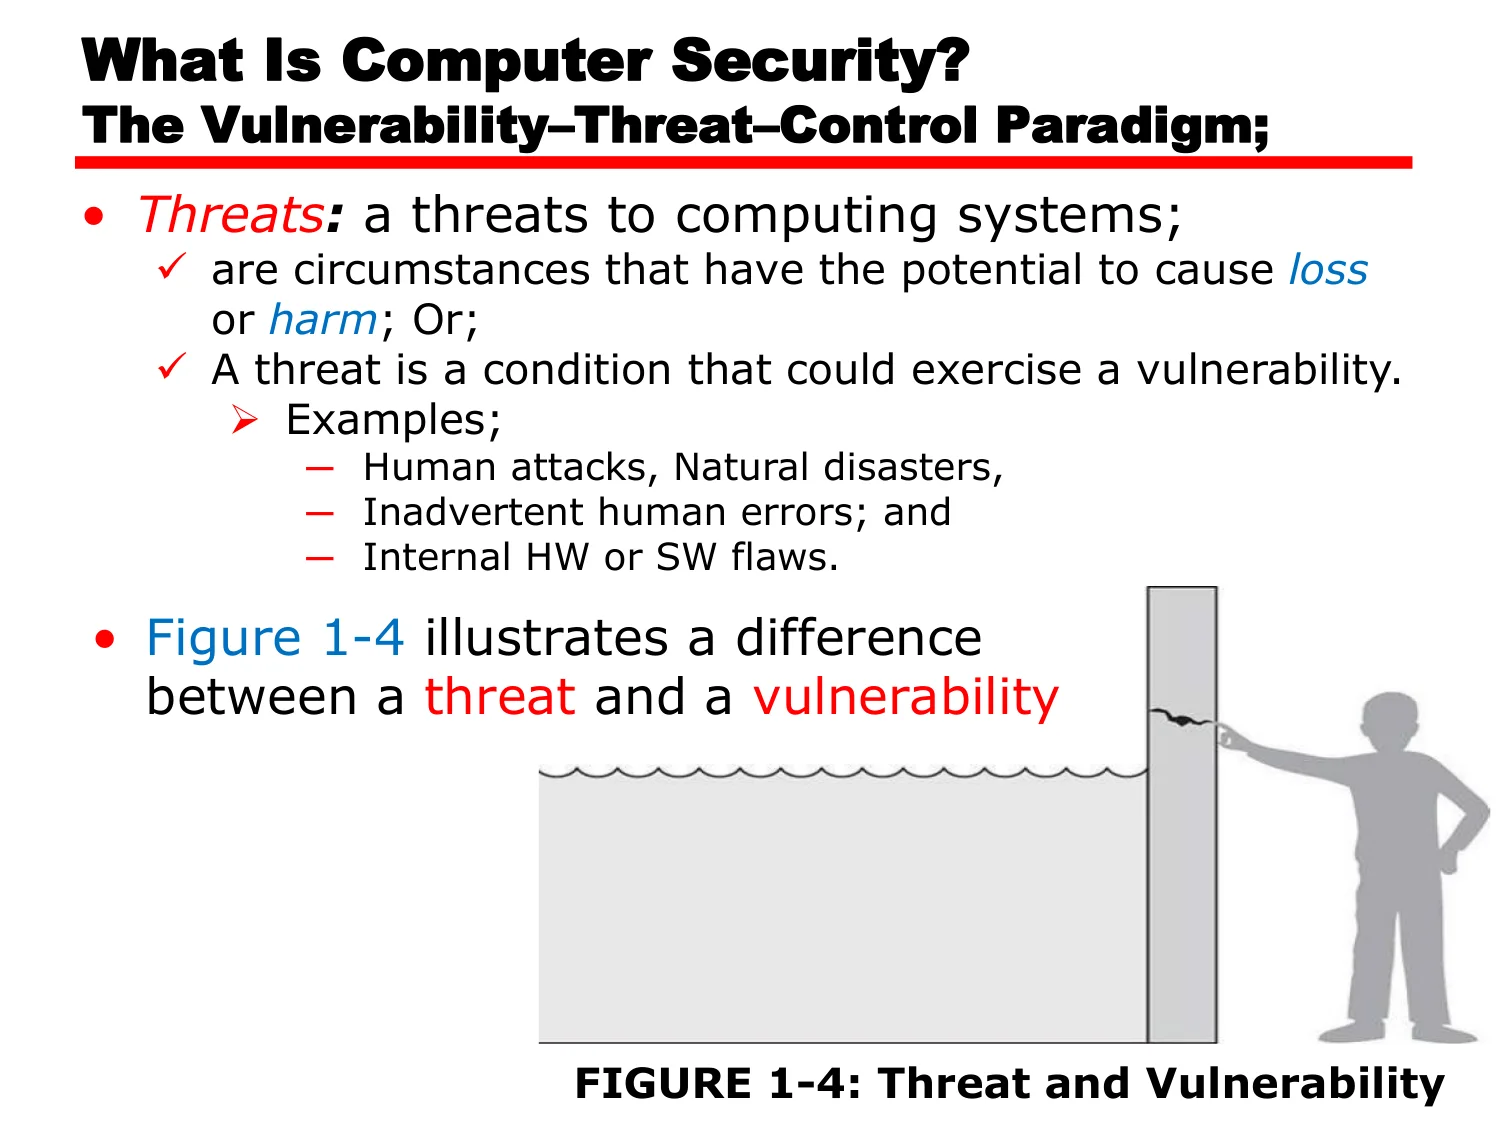 What Is Computer Security?
The Vulnerability–Threat–Control Paradigm;
• Threats: a threats to computing systems;
✓ are circumstances that have the potential to cause loss
or harm; Or;
✓ A threat is a condition that could exercise a vulnerability.
➢ Examples;
— Human attacks, Natural disasters,
— Inadvertent human errors; and
— Internal HW or SW flaws.
• Figure 1-4 illustrates a difference
between a threat and a vulnerability
FIGURE 1-4: Threat and Vulnerability